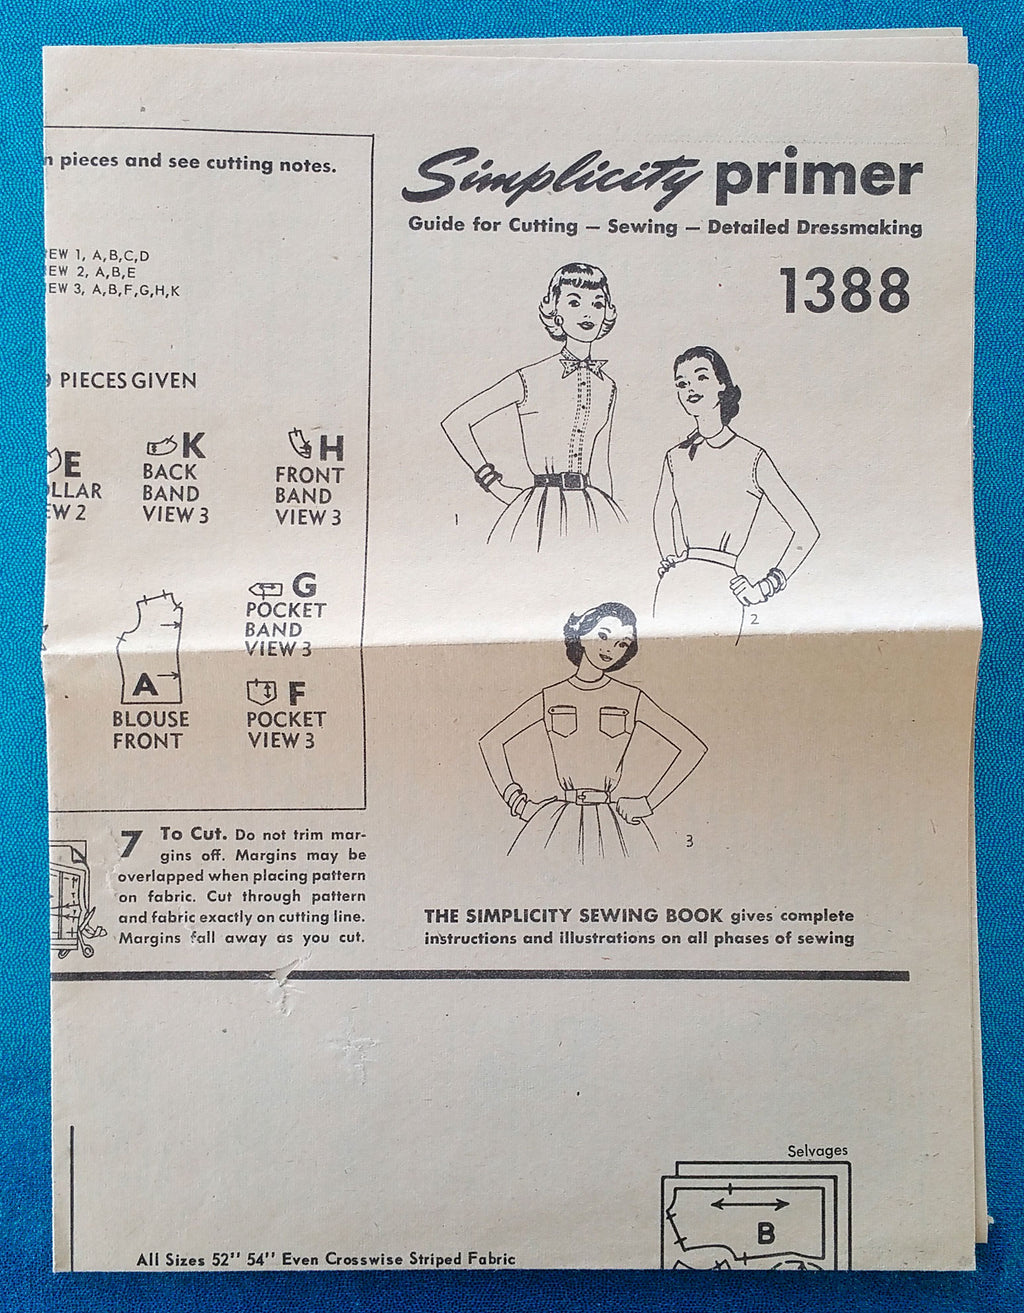 pieces and see cutting notes.
EW 1, A,B,C,D
EW 2, A,B,E
EW 3, A,B,F,G,H,K
PIECES GIVEN
E
LLAR
EW 2
K
BACK
BAND
VIEW 3
H
FRONT
BAND
VIEW 3
A
BLOUSE
FRONT
G
POCKET
BAND
VIEW 3
F
POCKET
VIEW 3
7 To Cut. Do not trim mar-
gins off. Margins may be
overlapped when placing pattern
on fabric. Cut through pattern
and fabric exactly on cutting line.
Margins fall away as you cut.
Simplicity primer
Guide for Cutting — Sewing — Detailed Dressmaking
1388
1
2
3
THE SIMPLICITY SEWING BOOK gives complete
instructions and illustrations on all phases of sewing
Selvages
B
All Sizes 52'' 54'' Even Crosswise Striped Fabric